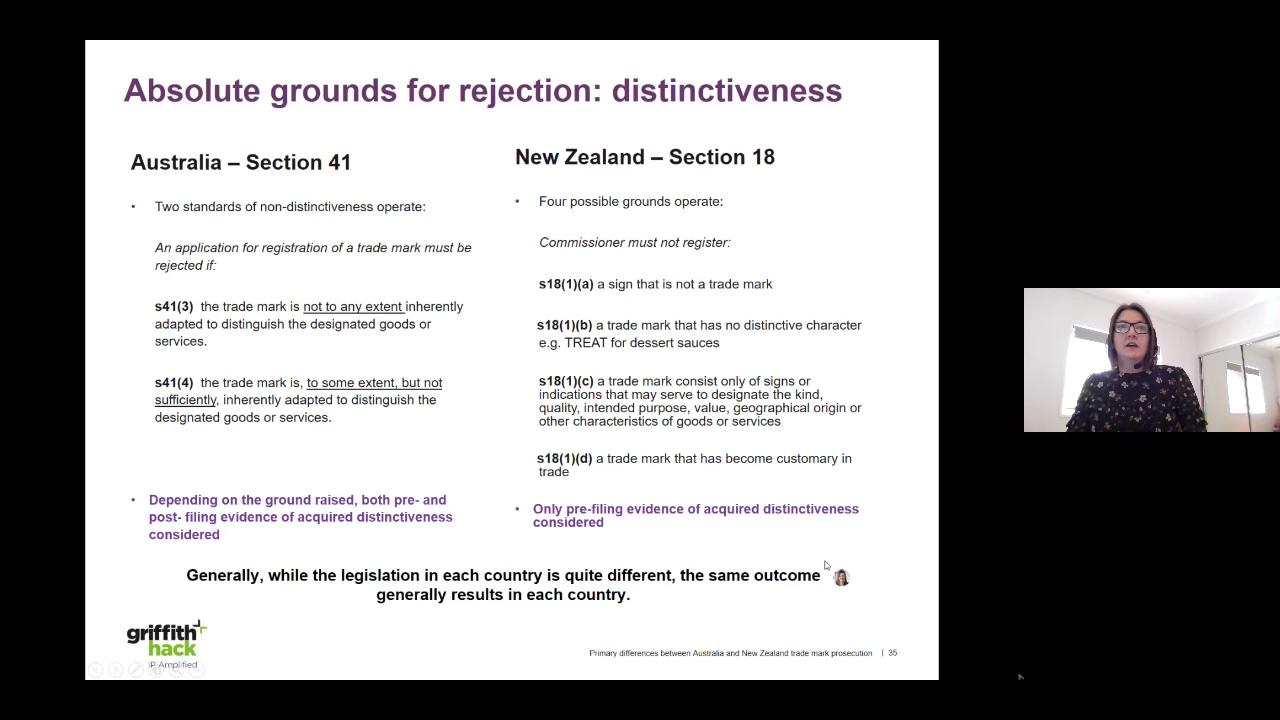 Absolute grounds for rejection: distinctiveness
Australia – Section 41
• Two standards of non-distinctiveness operate:
An application for registration of a trade mark must be
rejected if:
s41(3) the trade mark is not to any extent inherently
adapted to distinguish the designated goods or
services.
s41(4) the trade mark is, to some extent, but not
sufficiently, inherently adapted to distinguish the
designated goods or services.
• Depending on the ground raised, both pre- and
post- filing evidence of acquired distinctiveness
considered
New Zealand – Section 18
• Four possible grounds operate:
Commissioner must not register:
s18(1)(a) a sign that is not a trade mark
s18(1)(b) a trade mark that has no distinctive character
e.g. TREAT for dessert sauces
s18(1)(c) a trade mark consist only of signs or
indications that may serve to designate the kind,
quality, intended purpose, value, geographical origin or
other characteristics of goods or services
s18(1)(d) a trade mark that has become customary in
trade
• Only pre-filing evidence of acquired distinctiveness
considered
Generally, while the legislation in each country is quite different, the same outcome
generally results in each country.
griffith
hack
IP Amplified
Primary differences between Australia and New Zealand trade mark prosecution | 35